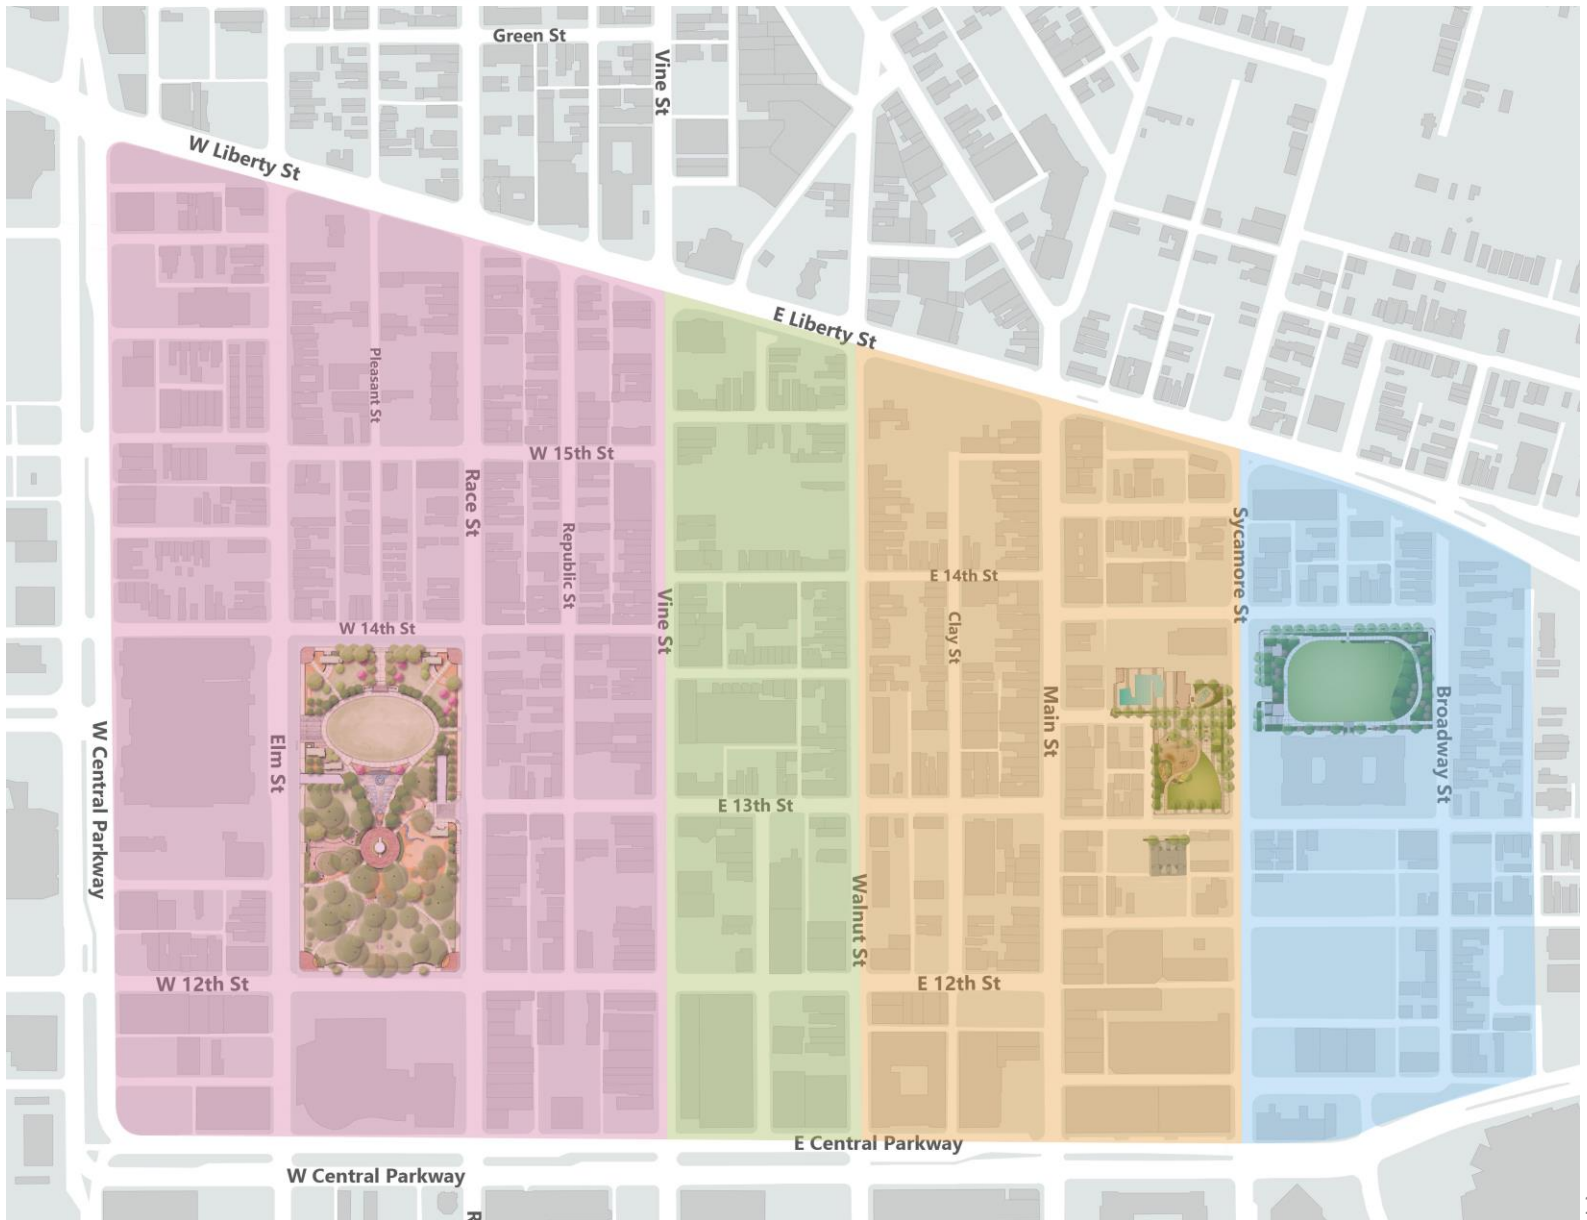 Green St
Vine St
W Liberty St
E Liberty St
Pleasant St
W 15th St
Race St
Republic St
Sycamore St
E 14th St
Vine St
W 14th St
Clay St
Main St
Broadway St
W Central Parkway
Elm St
E 13th St
Walnut St
W 12th St
E 12th St
E Central Parkway
W Central Parkway